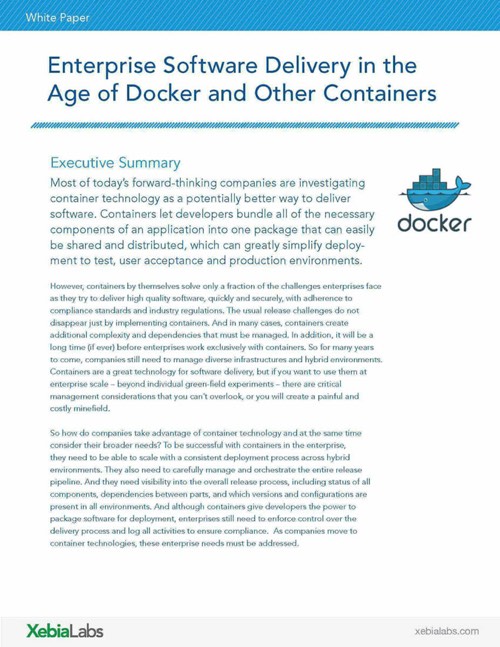 White Paper
Enterprise Software Delivery in the
Age of Docker and Other Containers
Executive Summary
Most of today's forward-thinking companies are investigating
container technology as a potentially better way to deliver
software. Containers let developers bundle all of the necessary
components of an application into one package that can easily
be shared and distributed, which can greatly simplify deploy-
ment to test, user acceptance and production environments.
docker
However, containers by themselves solve only a fraction of the challenges enterprises face
as they try to deliver high quality software, quickly and securely, with adherence to
compliance standards and industry regulations. The usual release challenges do not
disappear just by implementing containers. And in many cases, containers create
additional complexity and dependencies that must be managed. In addition, it will be a
long time (if ever) before enterprises work exclusively with containers. So for many years
to come, companies still need to manage diverse infrastructures and hybrid environments.
Containers are a great technology for software delivery, but if you want to use them at
enterprise scale – beyond individual green-field experiments – there are critical
management considerations that you can't overlook, or you will create a painful and
costly minefield.
So how do companies take advantage of container technology and at the same time
consider their broader needs? To be successful with containers in the enterprise,
they need to be able to scale with a consistent deployment process across hybrid
environments. They also need to carefully manage and orchestrate the entire release
pipeline. And they need visibility into the overall release process, including status of all
components, dependencies between parts, and which versions and configurations are
present in all environments. And although containers give developers the power to
package software for deployment, enterprises still need to enforce control over the
delivery process and log all activities to ensure compliance. As companies move to
container technologies, these enterprise needs must be addressed.
XebiaLabs
xebialabs.com